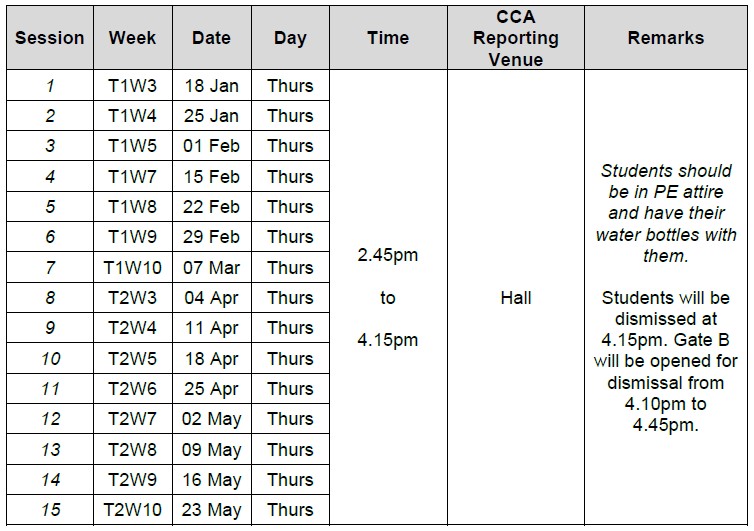 Session Week Date Day Time CCA Reporting Venue Remarks
1 T1W3 18 Jan Thurs
2 T1W4 25 Jan Thurs
3 T1W5 01 Feb Thurs
4 T1W7 15 Feb Thurs
5 T1W8 22 Feb Thurs
6 T1W9 29 Feb Thurs
7 T1W10 07 Mar Thurs
8 T2W3 04 Apr Thurs
9 T2W4 11 Apr Thurs
10 T2W5 18 Apr Thurs
11 T2W6 25 Apr Thurs
12 T2W7 02 May Thurs
13 T2W8 09 May Thurs
14 T2W9 16 May Thurs
15 T2W10 23 May Thurs
2.45pm
to
4.15pm
Hall
Students should
be in PE attire
and have their
water bottles with
them.
Students will be
dismissed at
4.15pm. Gate B
will be opened for
dismissal from
4.10pm to
4.45pm.